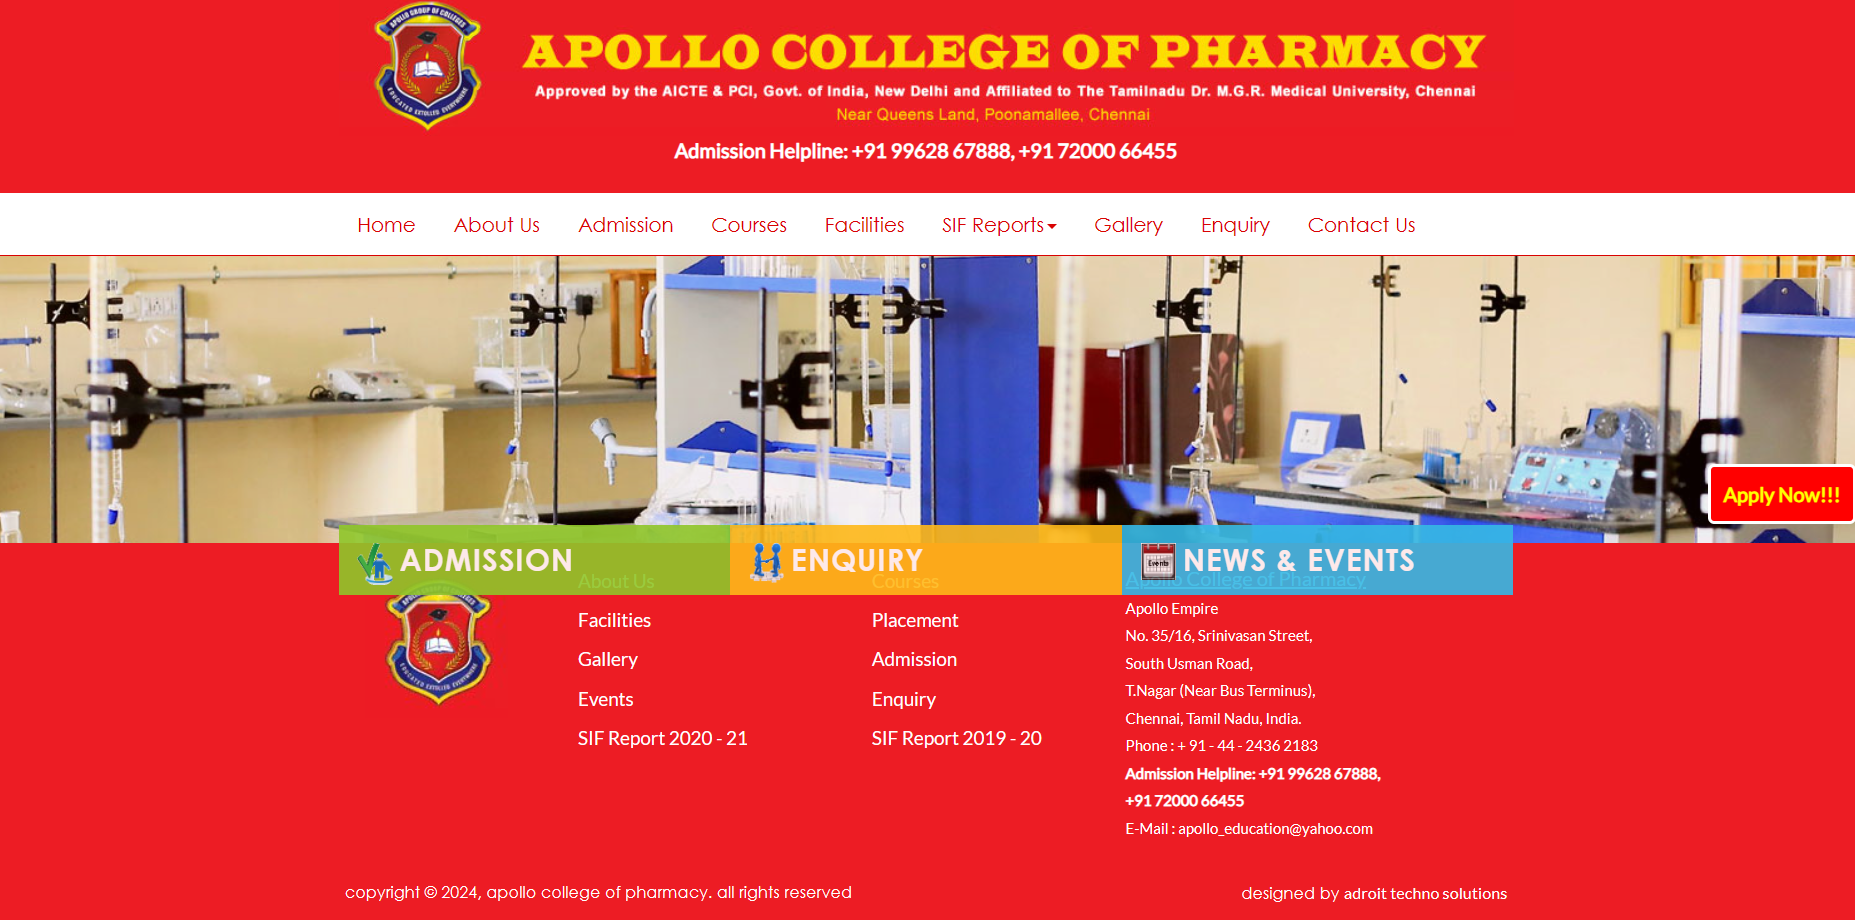 APOLLO GROUP OF COLLEGES
EDUCATED EXTOLLED EVERYWHERE
APOLLO COLLEGE OF PHARMACY
Approved by the AICTE & PCI, Govt. of India, New Delhi and Affiliated to The Tamilnadu Dr. M.G.R. Medical University, Chennai
Near Queens Land, Poonamallee, Chennai
Admission Helpline: +91 99628 67888, +91 72000 66455
Home About Us Admission Courses Facilities SIF Reports Gallery Enquiry Contact Us
Apply Now!!!
ADMISSION
ENQUIRY
Events
NEWS & EVENTS
EDUCATED EXTOLLED EVERYWHERE
About Us
Facilities
Gallery
Events
SIF Report 2020 - 21
Courses
Placement
Admission
Enquiry
SIF Report 2019 - 20
Apollo College of Pharmacy
Apollo Empire
No. 35/16, Srinivasan Street,
South Usman Road,
T.Nagar (Near Bus Terminus),
Chennai, Tamil Nadu, India.
Phone : + 91 - 44 - 2436 2183
Admission Helpline: +91 99628 67888,
+91 72000 66455
E-Mail : apollo_education@yahoo.com
copyright © 2024, apollo college of pharmacy. all rights reserved
designed by adroit techno solutions